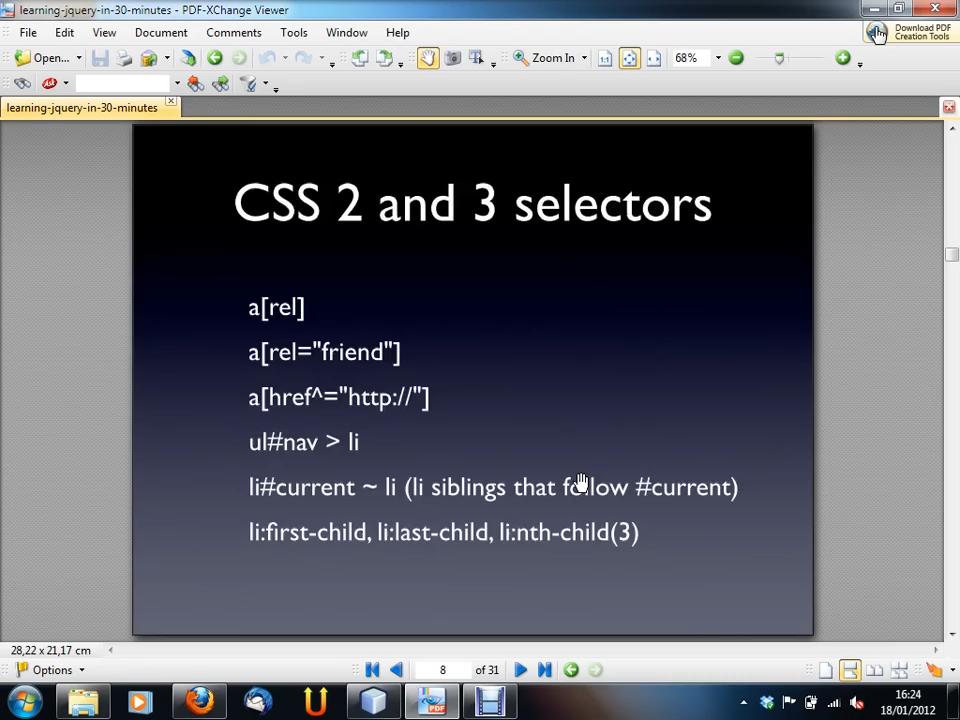 learning-jquery-in-30-minutes - PDF-XChange Viewer
File Edit View Document Comments Tools Window Help
Download PDF
Creation Tools
Open... Zoom In 1:1 68%
learning-jquery-in-30-minutes
CSS 2 and 3 selectors
a[rel]
a[rel="friend"]
a[href^="http://"]
ul#nav > li
li#current ~ li (li siblings that follow #current)
li:first-child, li:last-child, li:nth-child(3)
28,22 x 21,17 cm
Options 8 of 31
16:24
18/01/2012